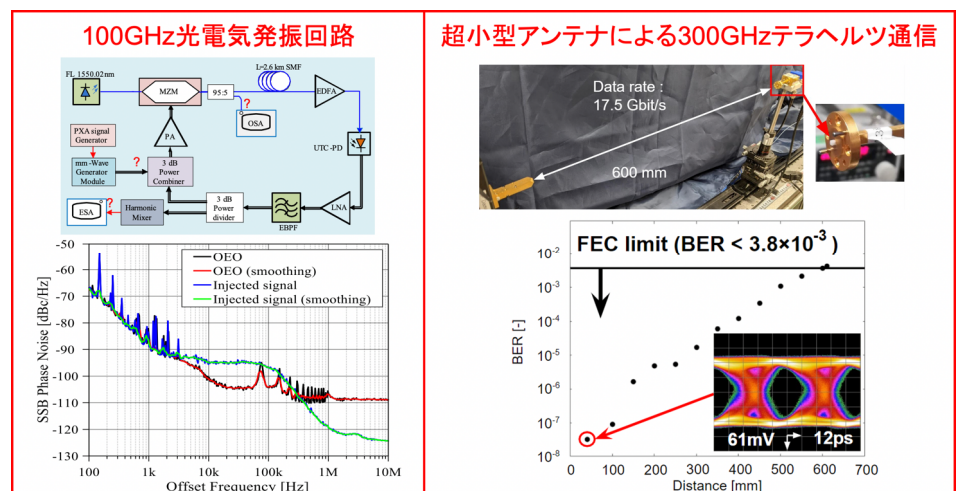 100GHz光電気発振回路
FL 1550.02nm
MZM
95:5
L=2.6 km SMF
EDFA
?
OSA
UTC-PD
PA
PXA signal
Generator
?
mm-Wave
Generator
Module
3 dB
Power
Combiner
?
ESA
Harmonic
Mixer
3 dB
Power
divider
EBPF
LNA
SSB Phase Noise [dBc/Hz]
-50
-60
-70
-80
-90
-100
-110
-120
-130
OEO
OEO (smoothing)
Injected signal
Injected signal (smoothing)
100
1k
10k
100k
1M
10M
Offset Frequency [Hz]
超小型アンテナによる300GHzテラヘルツ通信
Data rate :
17.5 Gbit/s
600 mm
3
FEC limit (BER < 3.8×10⁻³ )
BER [-]
10⁻²
10⁻³
10⁻⁴
10⁻⁵
10⁻⁶
10⁻⁷
10⁻⁸
61mV
12ps
0
100
200
300
400
500
600
700
Distance [mm]